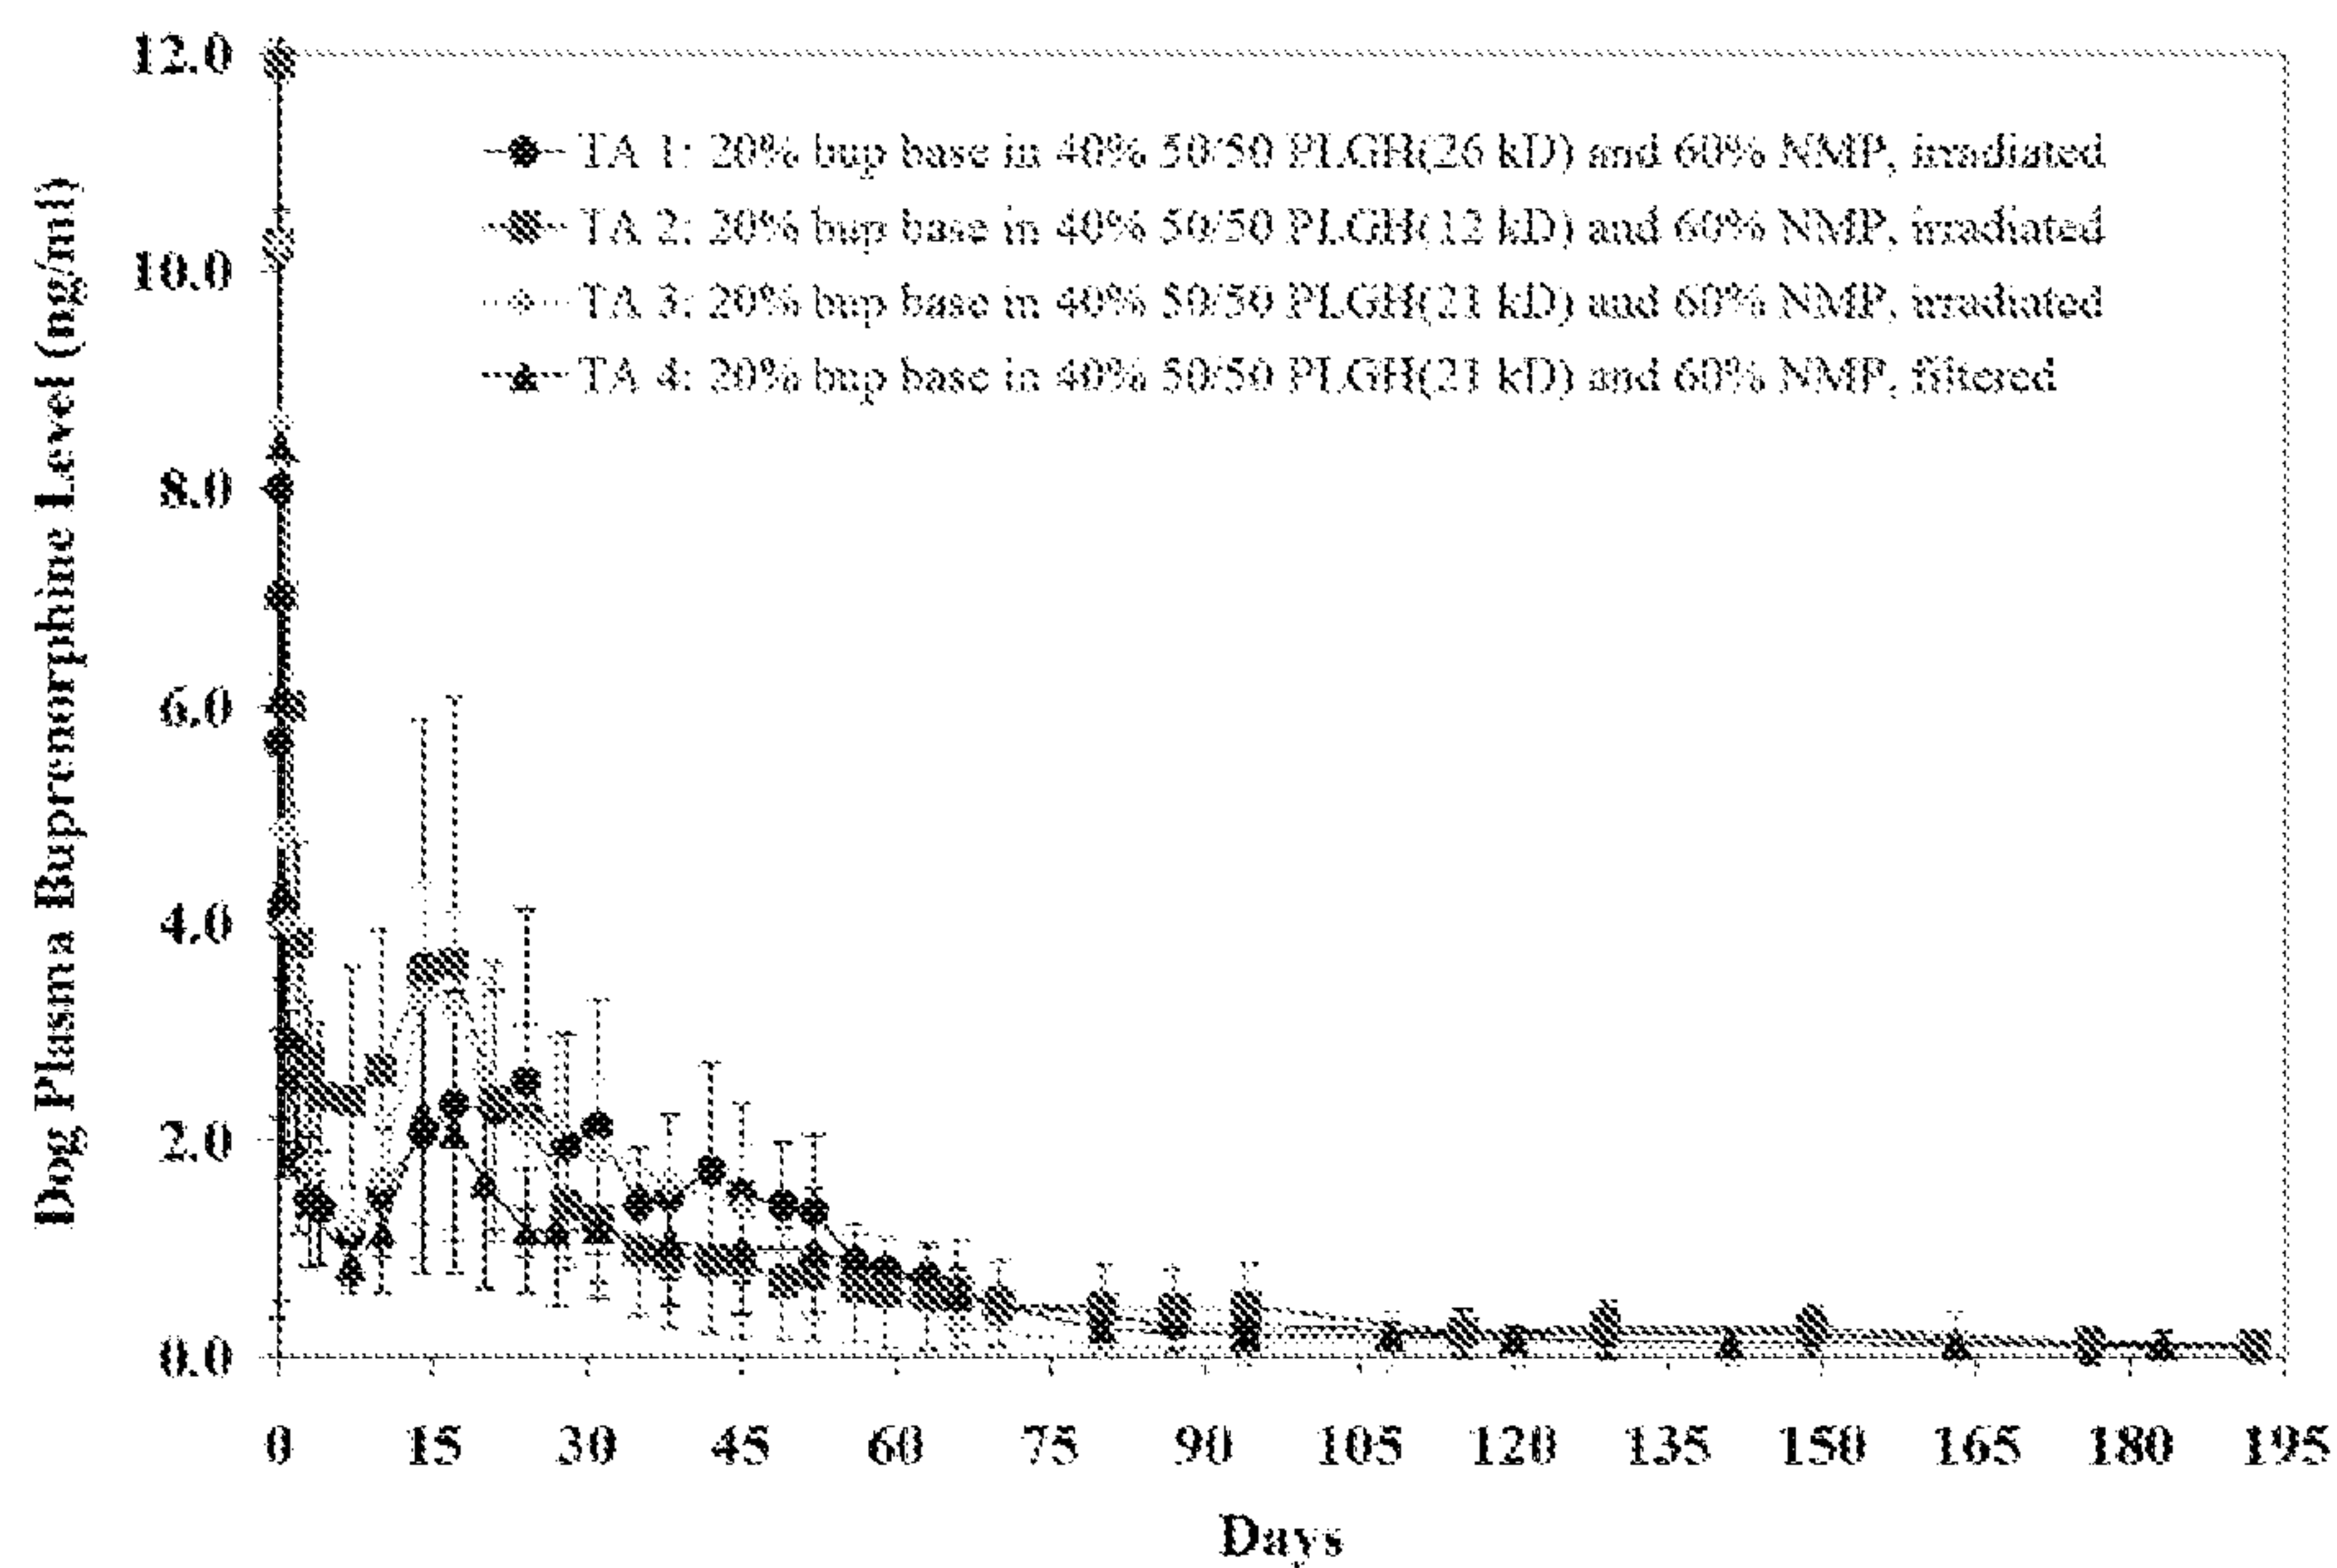 Dog Plasma Buprenorphine Level (ng/ml)
12.0
10.0
8.0
6.0
4.0
2.0
0.0
TA 1: 20% bup base in 40% 50/50 PLGH(26 kD) and 60% NMP, irradiated
TA 2: 20% bup base in 40% 50/50 PLGH(12 kD) and 60% NMP, irradiated
TA 3: 20% bup base in 40% 50/50 PLGH(21 kD) and 60% NMP, irradiated
TA 4: 20% bup base in 40% 50/50 PLGH(21 kD) and 60% NMP, filtered
0 15 30 45 60 75 90 105 120 135 150 165 180 195
Days